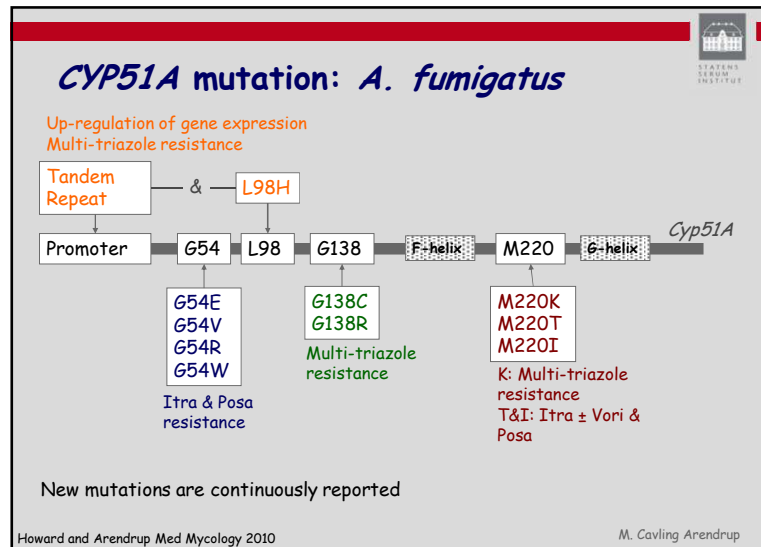 STATENS
SERUM
INSTITUT
CYP51A mutation: A. fumigatus
Up-regulation of gene expression
Multi-triazole resistance
Tandem
Repeat
&
L98H
Cyp51A
Promoter
G54
L98
G138
F-helix
M220
G-helix
G54E
G54V
G54R
G54W
Itra & Posa
resistance
G138C
G138R
Multi-triazole
resistance
M220K
M220T
M220I
K: Multi-triazole
resistance
T&I: Itra ± Vori &
Posa
New mutations are continuously reported
Howard and Arendrup Med Mycology 2010
M. Cavling Arendrup